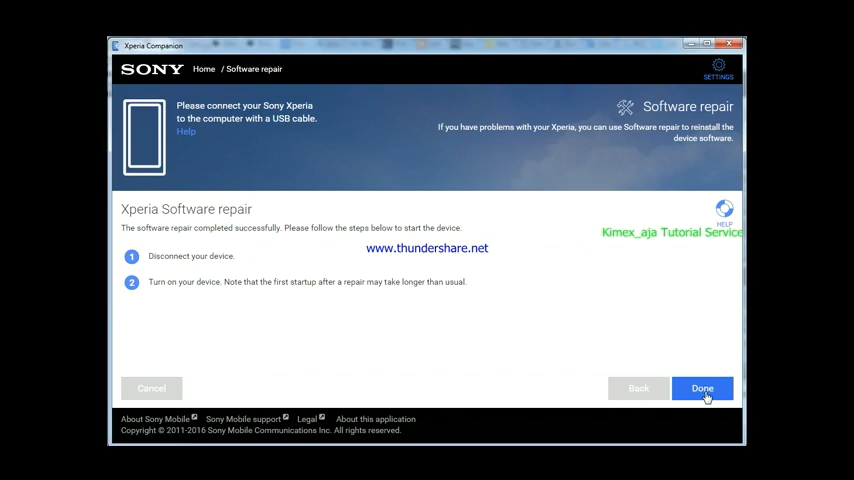 Xperia Companion
SONY Home / Software repair
SETTINGS
Please connect your Sony Xperia
to the computer with a USB cable.
Help
Software repair
If you have problems with your Xperia, you can use Software repair to reinstall the
device software.
Xperia Software repair
The software repair completed successfully. Please follow the steps below to start the device.
HELP
Kimex_aja Tutorial Service
www.thundershare.net
1 Disconnect your device.
2 Turn on your device. Note that the first startup after a repair may take longer than usual.
Cancel Back Done
About Sony Mobile Sony Mobile support Legal About this application
Copyright © 2011-2016 Sony Mobile Communications Inc. All rights reserved.